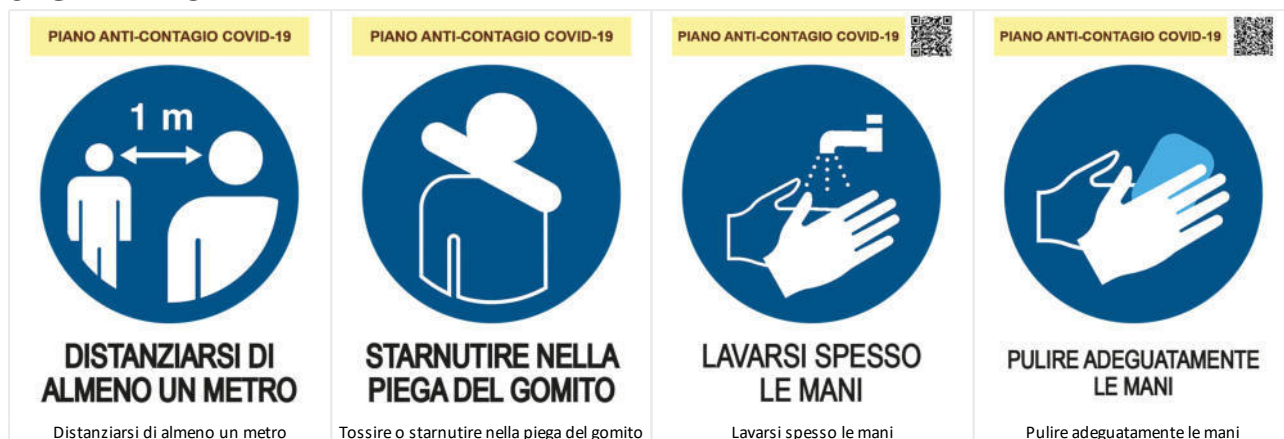 PIANO ANTI-CONTAGIO COVID-19
1 m
DISTANZIARSI DI
ALMENO UN METRO
Distanziarsi di almeno un metro
PIANO ANTI-CONTAGIO COVID-19
STARNUTIRE NELLA
PIEGA DEL GOMITO
Tossire o starnutire nella piega del gomito
PIANO ANTI-CONTAGIO COVID-19
LAVARSI SPESSO
LE MANI
Lavarsi spesso le mani
PIANO ANTI-CONTAGIO COVID-19
PULIRE ADEGUATAMENTE
LE MANI
Pulire adeguatamente le mani